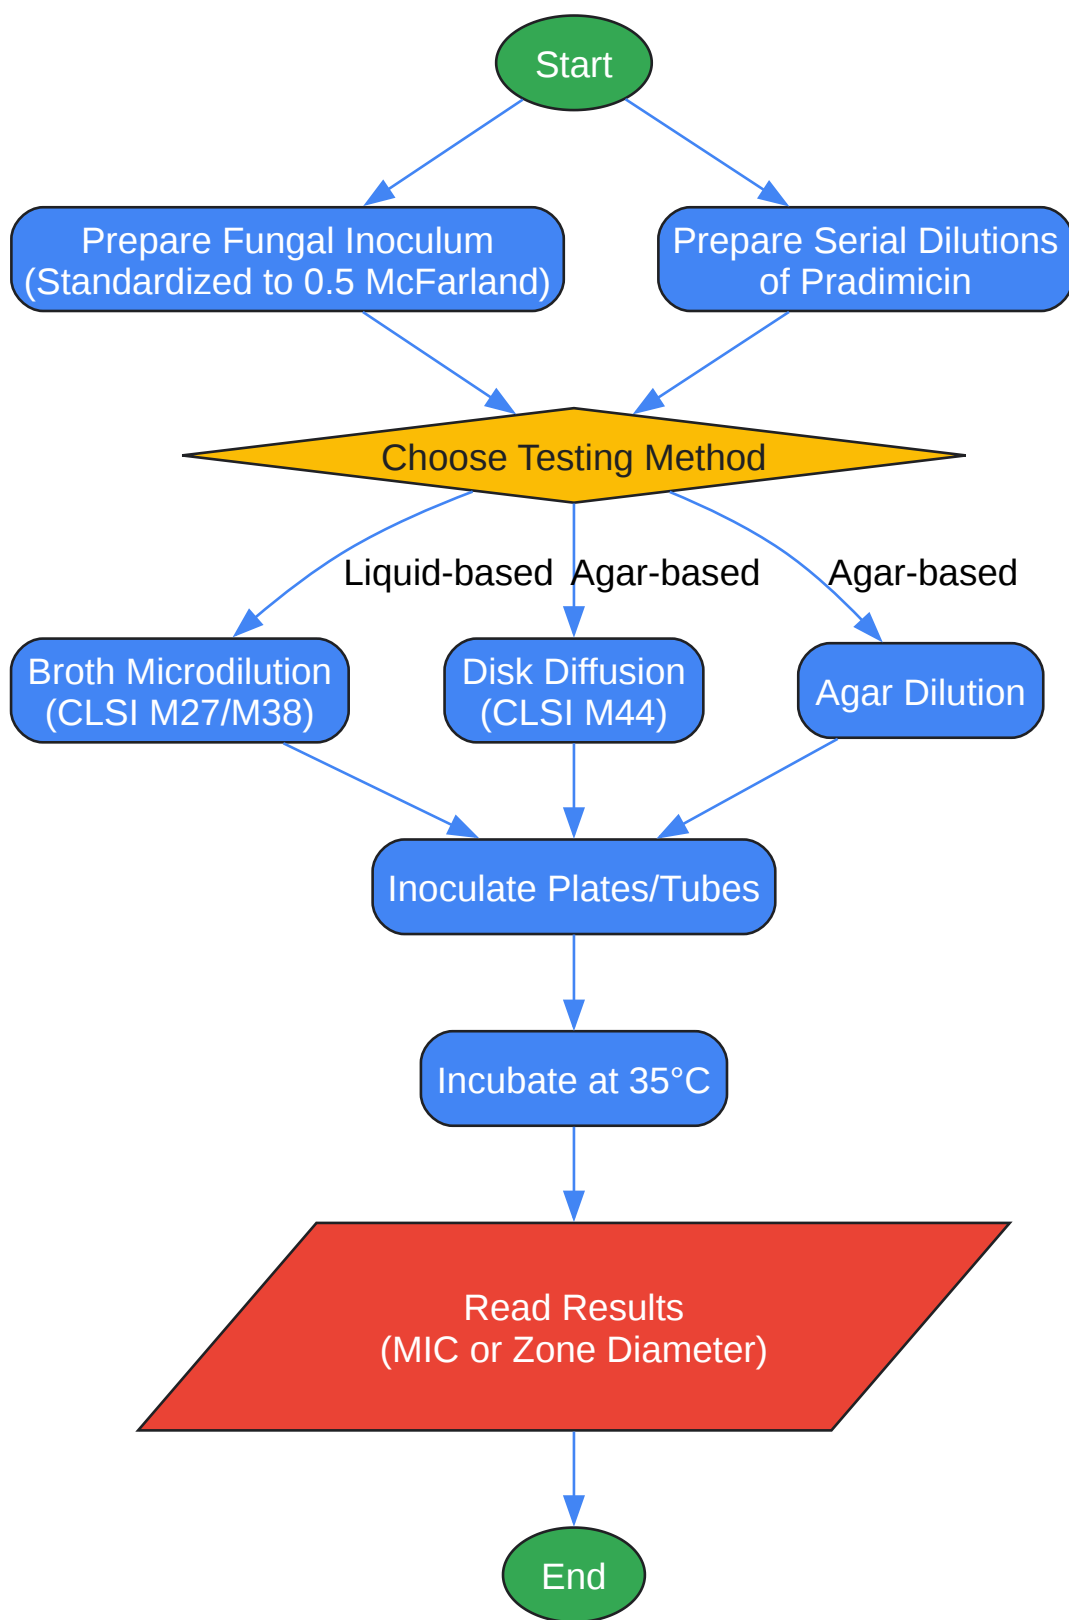 Start
Prepare Fungal Inoculum
(Standardized to 0.5 McFarland)
Prepare Serial Dilutions
of Pradimicin
Choose Testing Method
Liquid-based
Agar-based
Agar-based
Broth Microdilution
(CLSI M27/M38)
Disk Diffusion
(CLSI M44)
Agar Dilution
Inoculate Plates/Tubes
Incubate at 35°C
Read Results
(MIC or Zone Diameter)
End